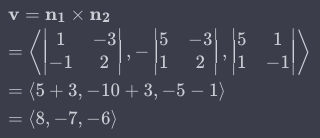 v = n₁ × n₂
= ⟨ | 1 −3 ; −1 2 | , − | 5 −3 ; 1 2 | , | 5 1 ; 1 −1 | ⟩
= ⟨5 + 3, −10 + 3, −5 − 1⟩
= ⟨8, −7, −6⟩